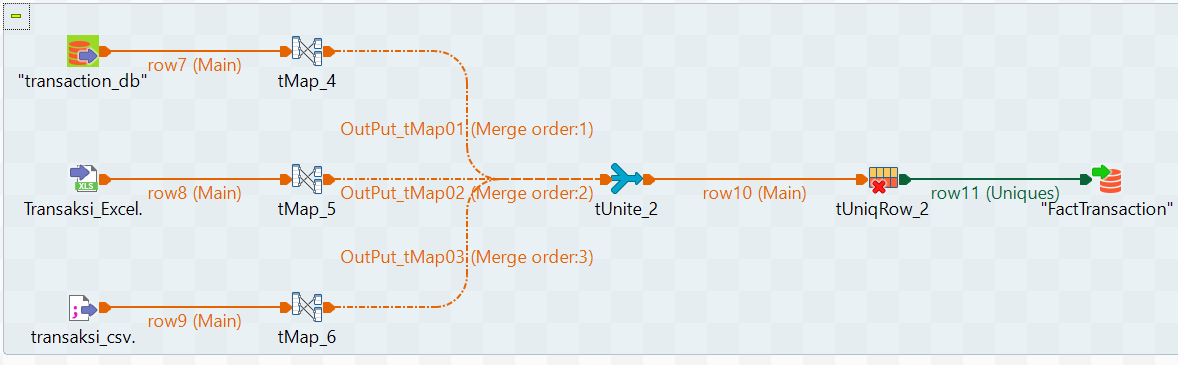 row7 (Main)
"transaction_db"
tMap_4
OutPut_tMap01 (Merge order:1)
XLS
row8 (Main)
OutPut_tMap02 (Merge order:2)
row10 (Main)
row11 (Uniques)
Transaksi_Excel.
tMap_5
tUnite_2
tUniqRow_2
"FactTransaction"
OutPut_tMap03 (Merge order:3)
;
row9 (Main)
transaksi_csv.
tMap_6